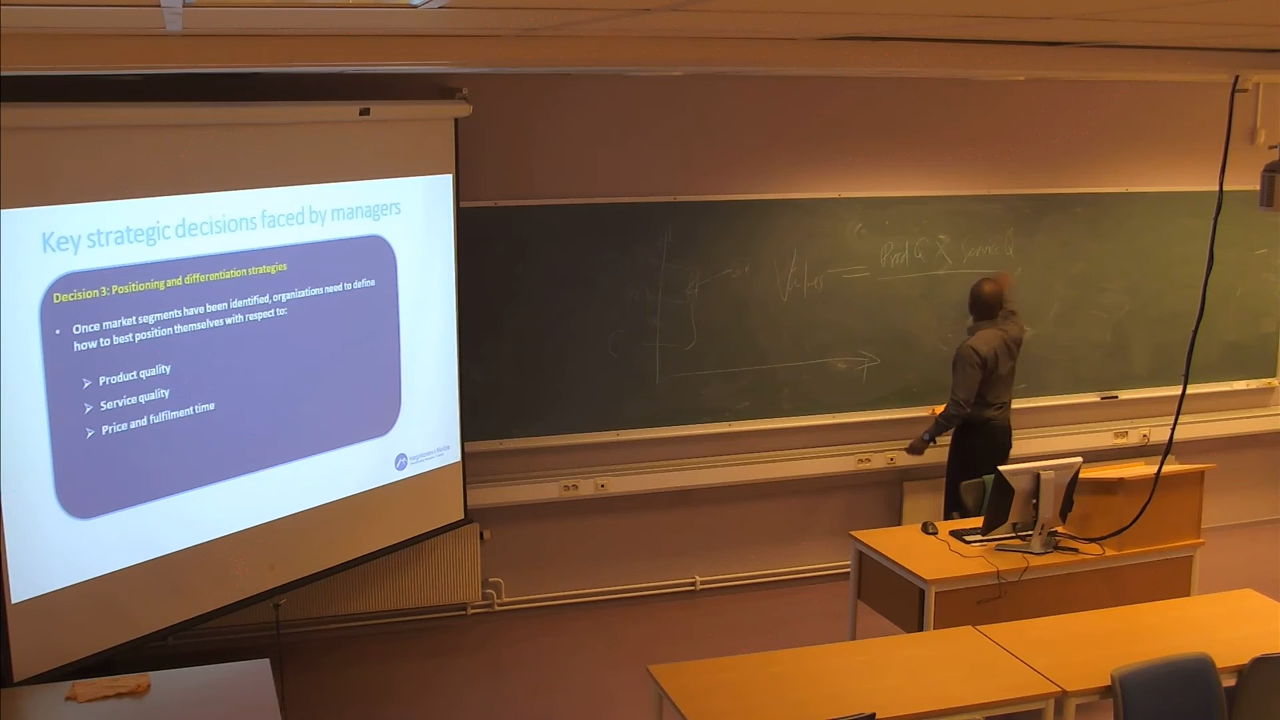 Key strategic decisions faced by managers
Decision 3: Positioning and differentiation strategies
• Once market segments have been identified, organizations need to define
how to best position themselves with respect to:
➢ Product quality
➢ Service quality
➢ Price and fulfilment time
Value = Prod Q X Service Q